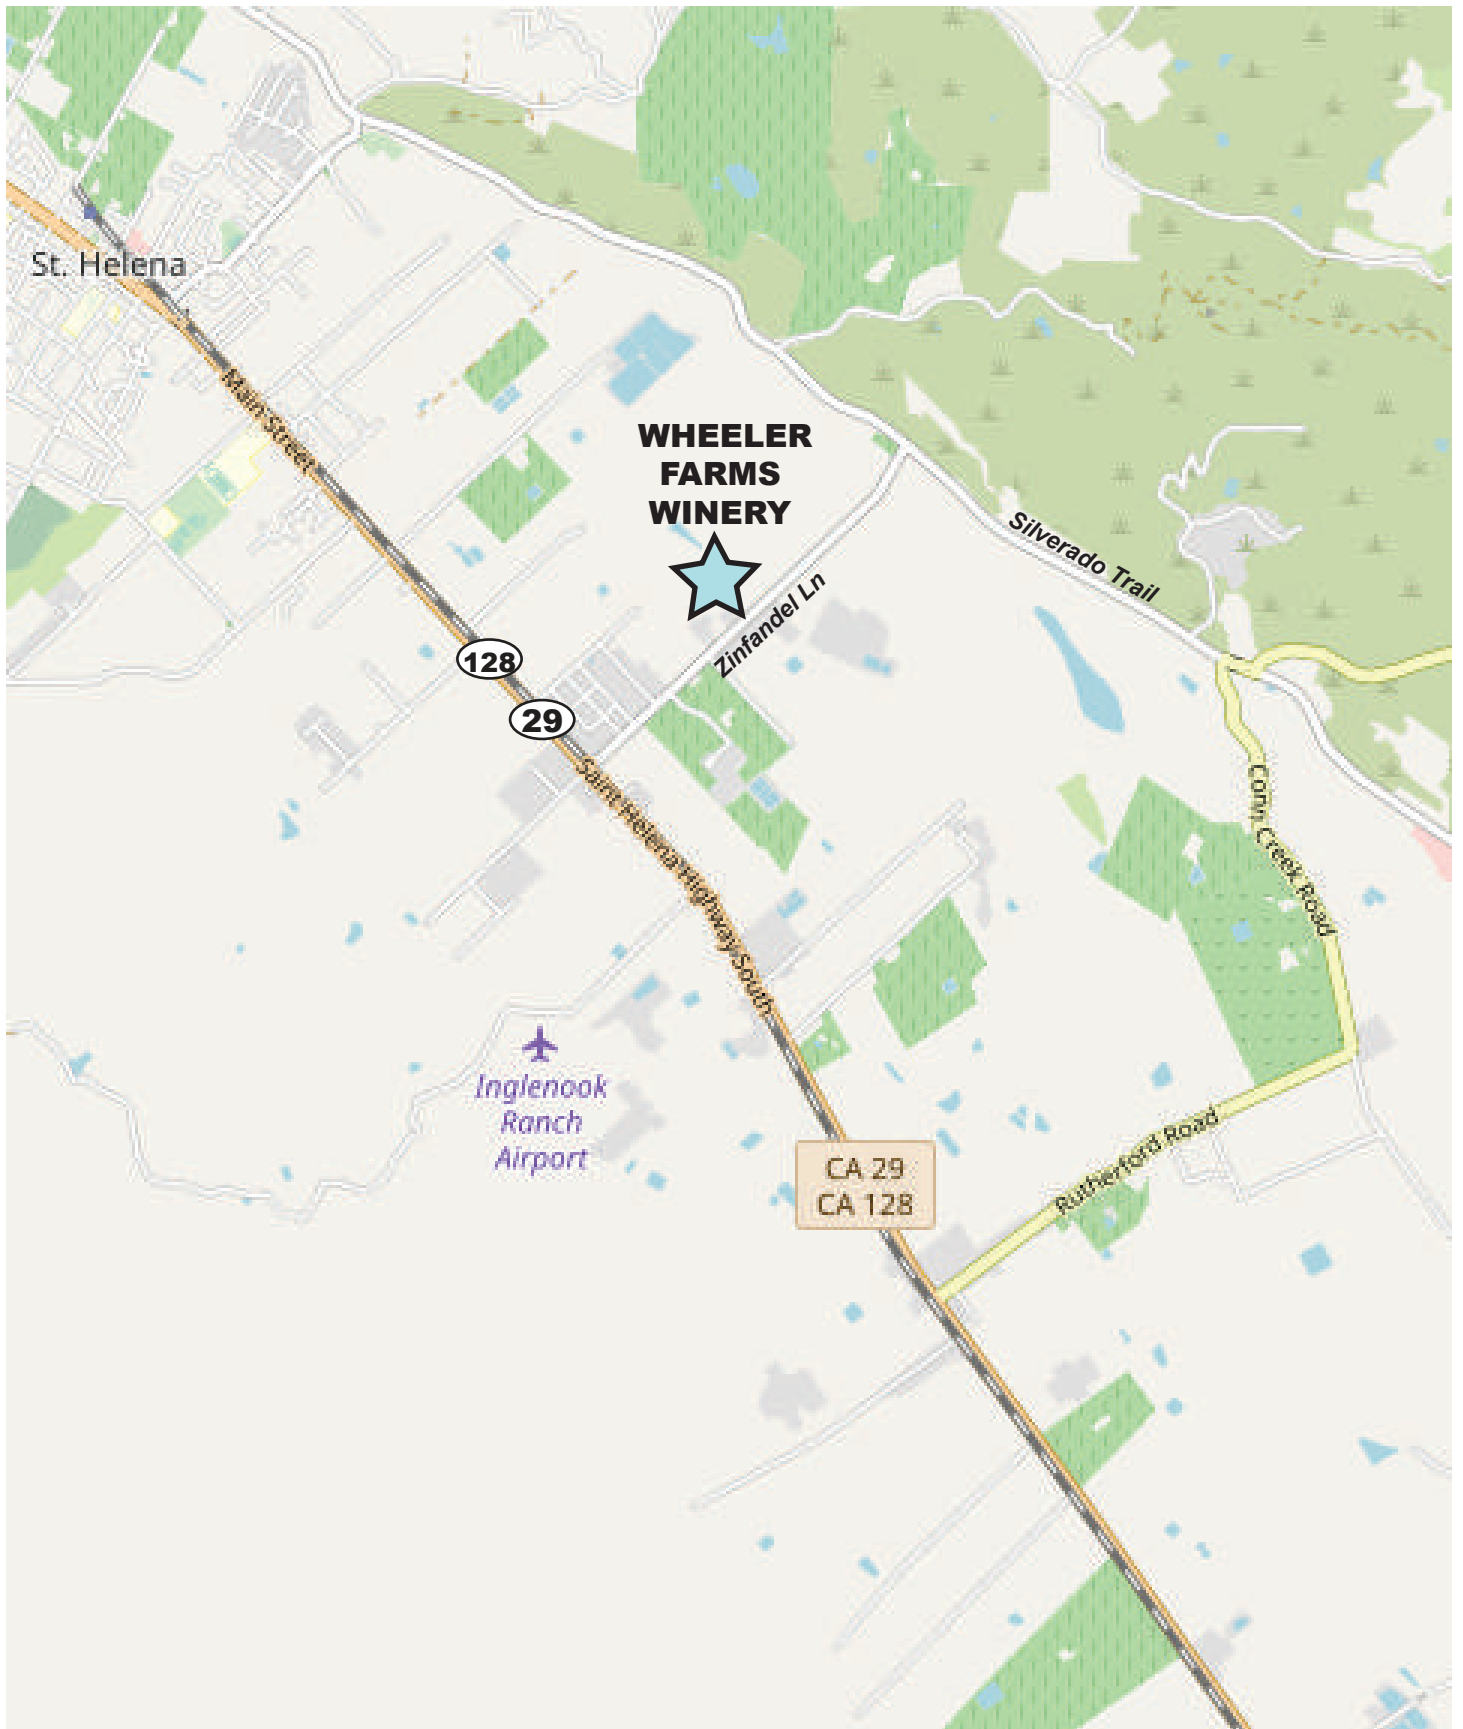 St. Helena
Main Street
WHEELER
FARMS
WINERY
Silverado Trail
Zinfandel Ln
128
29
Saint Helena Highway South
Conn Creek Road
Inglenook
Ranch
Airport
CA 29
CA 128
Rutherford Road